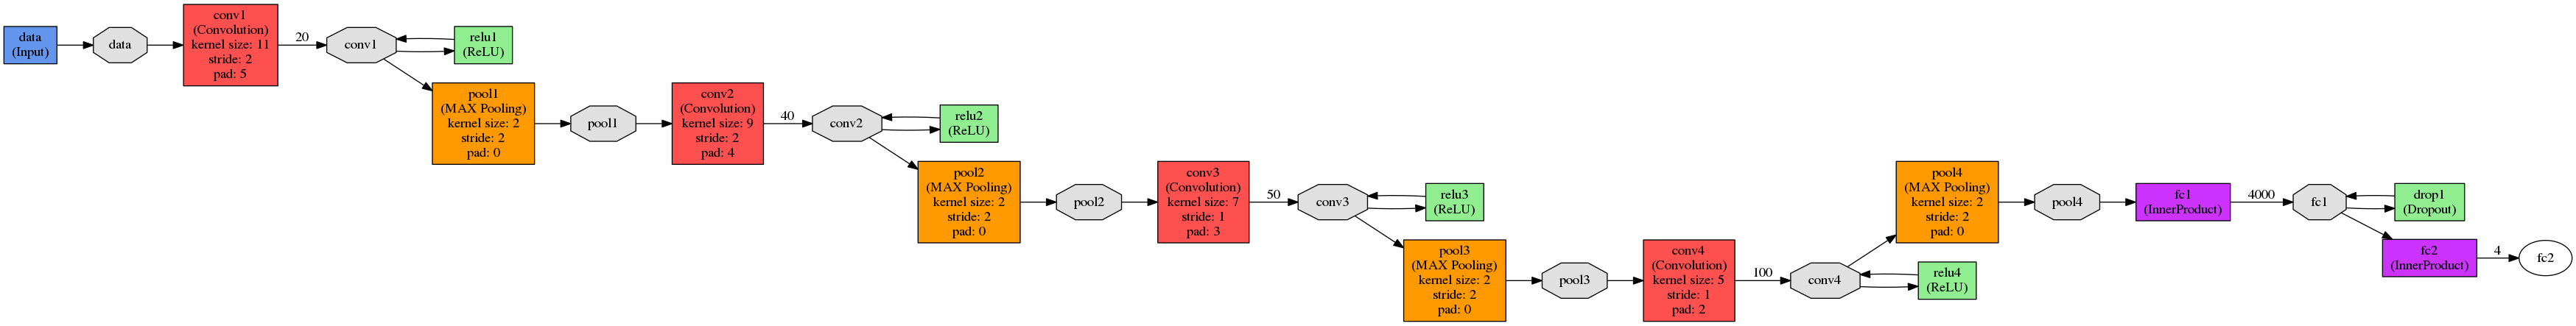 data
(Input)
data
conv1
(Convolution)
kernel size: 11
stride: 2
pad: 5
20
conv1
relu1
(ReLU)
pool1
(MAX Pooling)
kernel size: 2
stride: 2
pad: 0
pool1
conv2
(Convolution)
kernel size: 9
stride: 2
pad: 4
40
conv2
relu2
(ReLU)
pool2
(MAX Pooling)
kernel size: 2
stride: 2
pad: 0
pool2
conv3
(Convolution)
kernel size: 7
stride: 1
pad: 3
50
conv3
relu3
(ReLU)
pool3
(MAX Pooling)
kernel size: 2
stride: 2
pad: 0
pool3
conv4
(Convolution)
kernel size: 5
stride: 1
pad: 2
100
conv4
relu4
(ReLU)
pool4
(MAX Pooling)
kernel size: 2
stride: 2
pad: 0
pool4
fc1
(InnerProduct)
4000
fc1
drop1
(Dropout)
fc2
(InnerProduct)
4
fc2